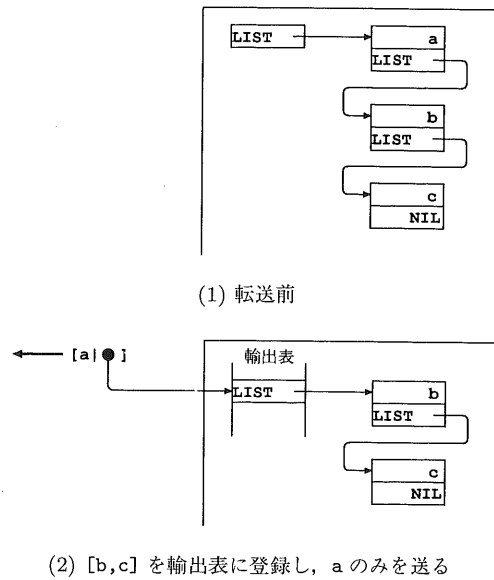 LIST
a
LIST
b
LIST
c
NIL
(1) 転送前
[a|●]
輸出表
LIST
b
LIST
c
NIL
(2) [b,c] を輸出表に登録し，a のみを送る